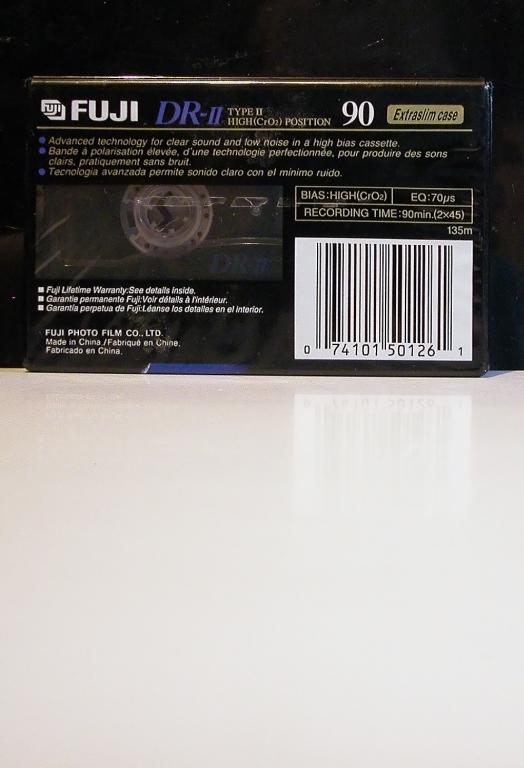 FUJI FUJI DR-II TYPE II HIGH(CrO2) POSITION 90 Extraslim case
Advanced technology for clear sound and low noise in a high bias cassette.
Bande à polarisation élevée, d'une technologie perfectionnée, pour produire des sons
clairs, pratiquement sans bruit.
Tecnologia avanzada permite sonido claro con el mínimo ruido.
BIAS:HIGH(CrO2) EQ:70µs
RECORDING TIME:90min.(2×45)
135m
DR-II
Fuji Lifetime Warranty:See details inside.
Garantie permanente Fuji:Voir détails à l'intérieur.
Garantía perpetua de Fuji:Léanse los detalles en el interior.
FUJI PHOTO FILM CO., LTD.
Made in China/Fabriqué en Chine,
Fabricado en China.
0 74101 50126 1